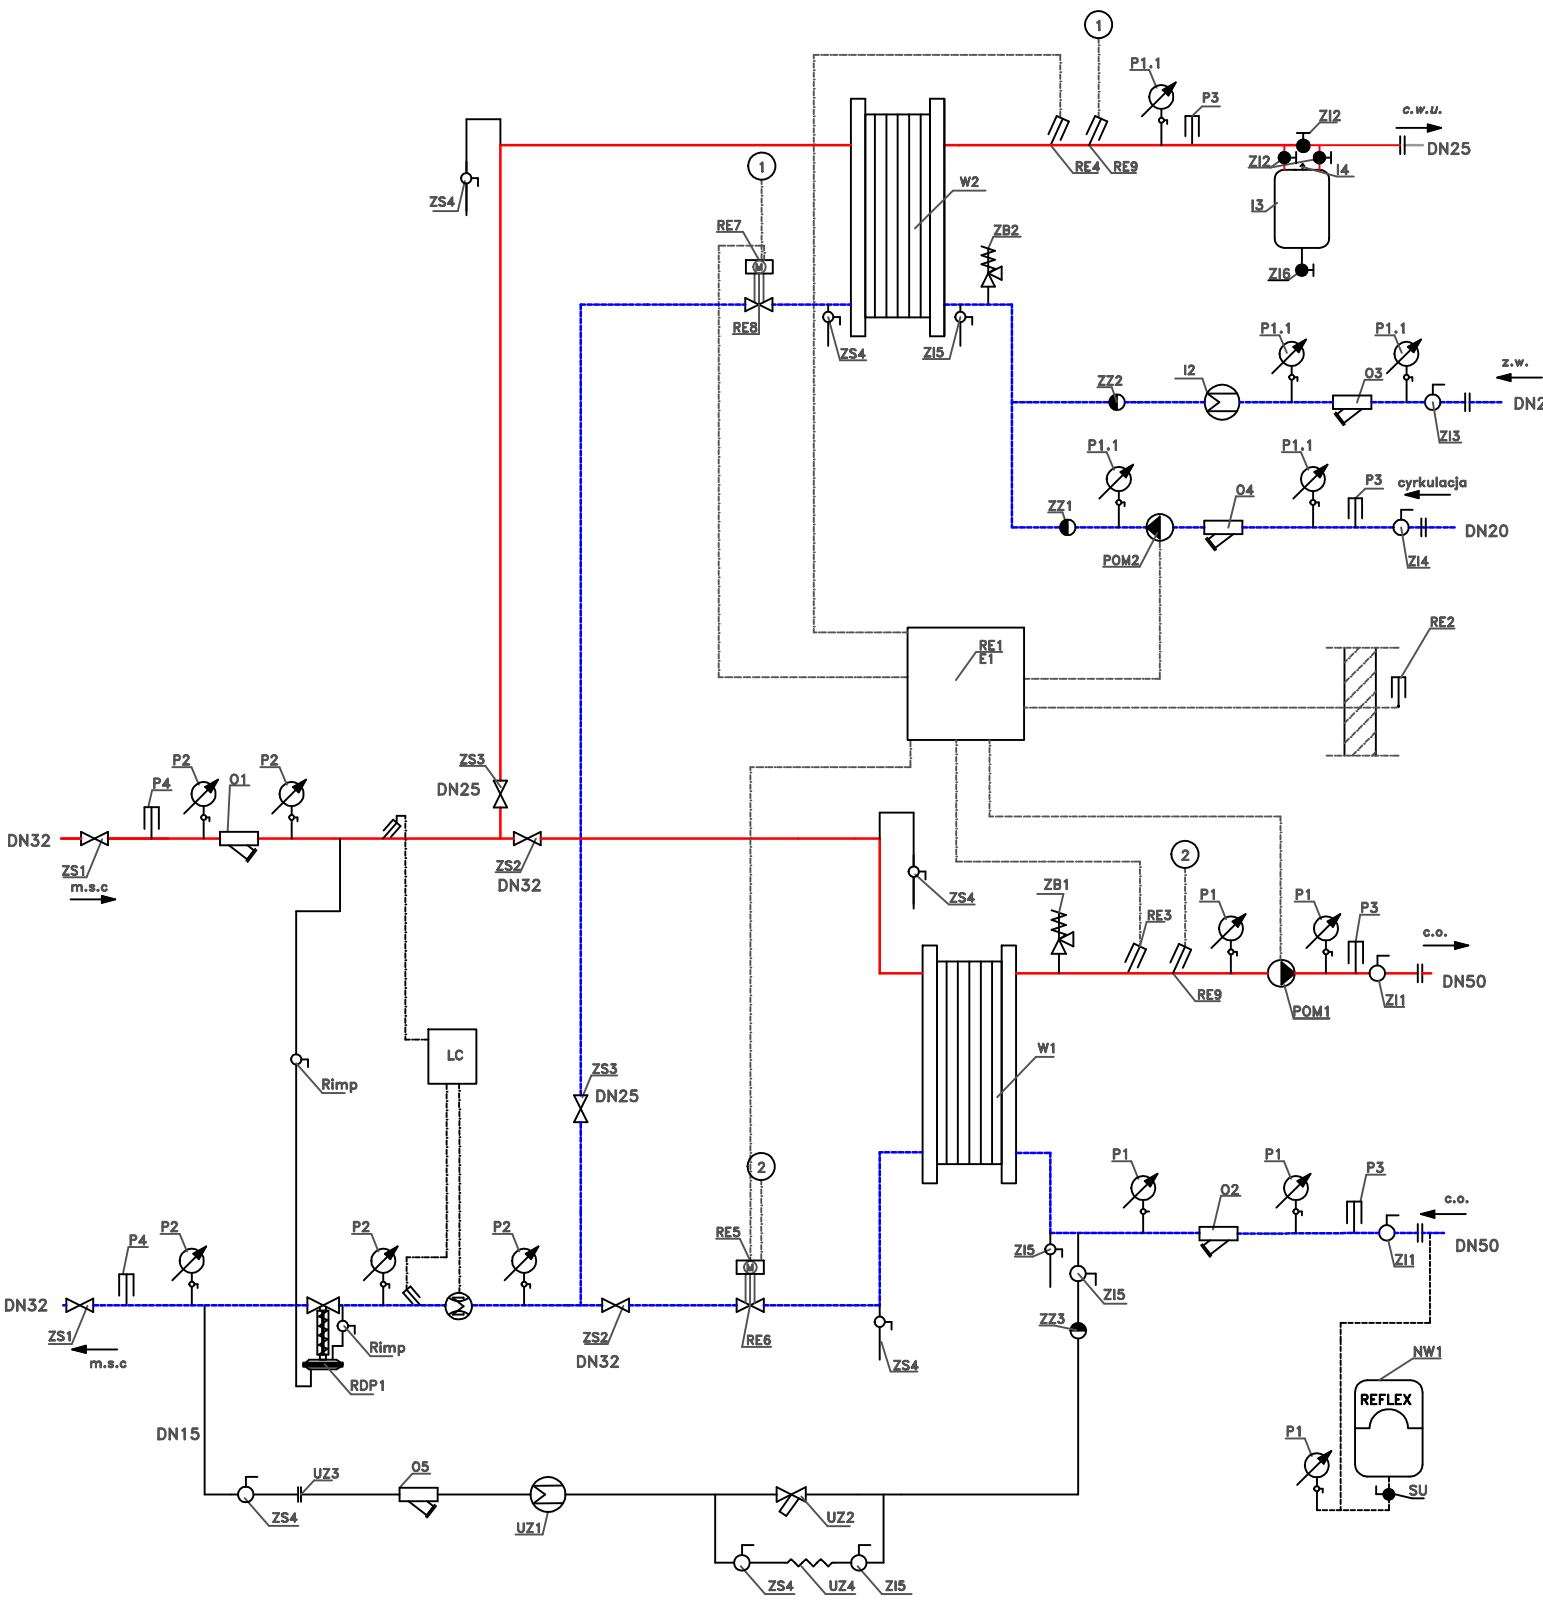 1
P1.1
P3
ZI2
c.w.u.
DN25
ZI2
I4
1
RE4
RE9
W2
ZS4
I3
RE7
ZB2
M
ZI6
RE8
ZS4
ZI5
P1.1
P1.1
z.w.
ZZ2
I2
O3
DN2
ZI3
P1.1
P1.1
P3
cyrkulacja
ZZ1
O4
DN20
POM2
ZI4
RE2
RE1
E1
P2
P2
ZS3
P4
O1
DN25
DN32
ZS1
ZS2
DN32
m.s.c
2
ZB1
ZS4
RE3
P1
P1
P3
c.o.
RE9
POM1
ZI1
DN50
LC
W1
Rimp
ZS3
DN25
2
P1
P1
P3
c.o.
O2
DN50
P2
P4
P2
P2
RE5
M
ZI5
ZI1
ZI5
DN32
ZS1
m.s.c
Rimp
ZS2
DN32
RE6
ZZ3
ZS4
RDP1
NW1
REFLEX
DN15
P1
UZ3
O5
SU
ZS4
UZ1
UZ2
ZS4
UZ4
ZI5